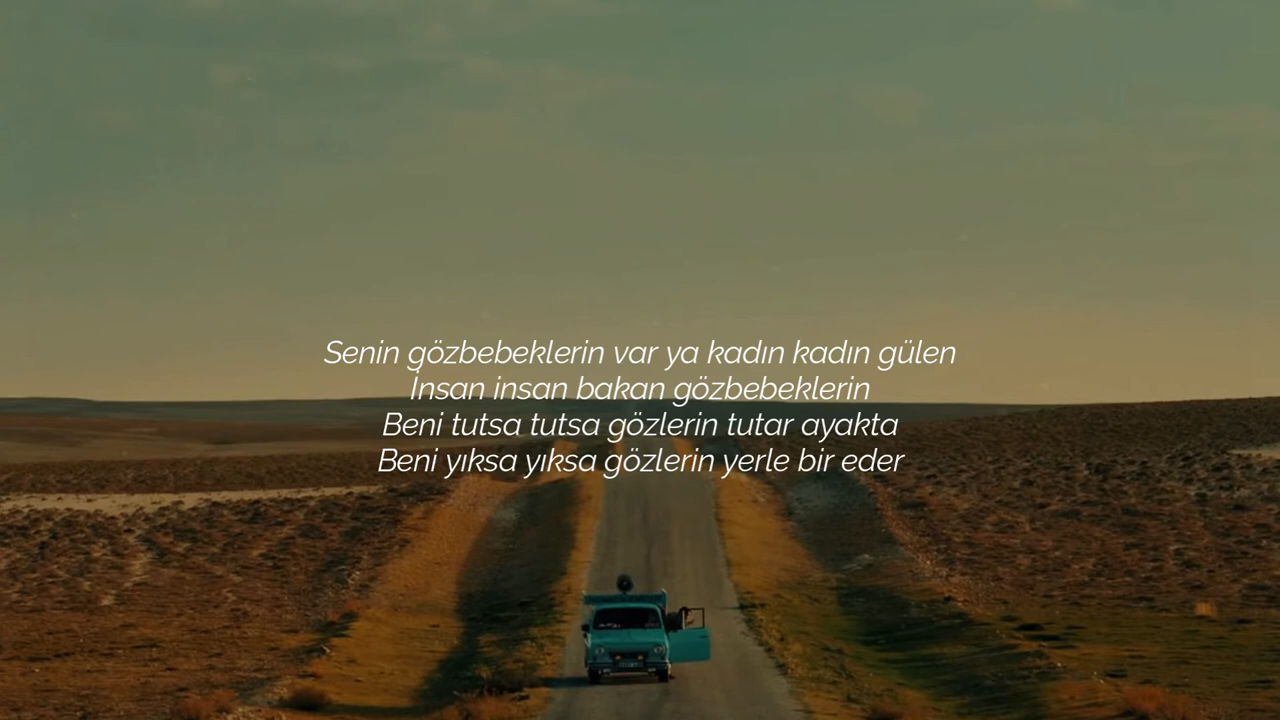 Senin gözbebeklerin var ya kadın kadın gülen
İnsan insan bakan gözbebeklerin
Beni tutsa tutsa gözlerin tutar ayakta
Beni yıksa yıksa gözlerin yerle bir eder